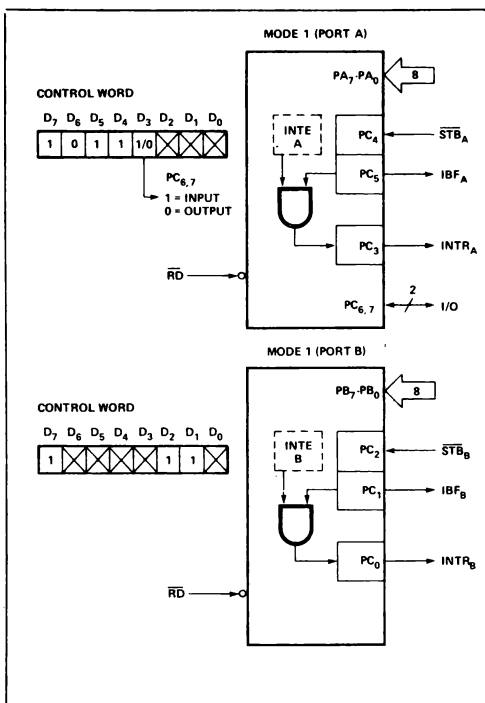 MODE 1 (PORT A)
PA7-PA0
8
CONTROL WORD
D7 D6 D5 D4 D3 D2 D1 D0
1 0 1 1 1/0
PC6, 7
1 = INPUT
0 = OUTPUT
INTE
A
PC4
STBA
PC5
IBFA
PC3
INTRA
RD
PC6, 7
2
I/O
MODE 1 (PORT B)
PB7-PB0
8
CONTROL WORD
D7 D6 D5 D4 D3 D2 D1 D0
1 1 1
INTE
B
PC2
STBB
PC1
IBFB
PC0
INTRB
RD